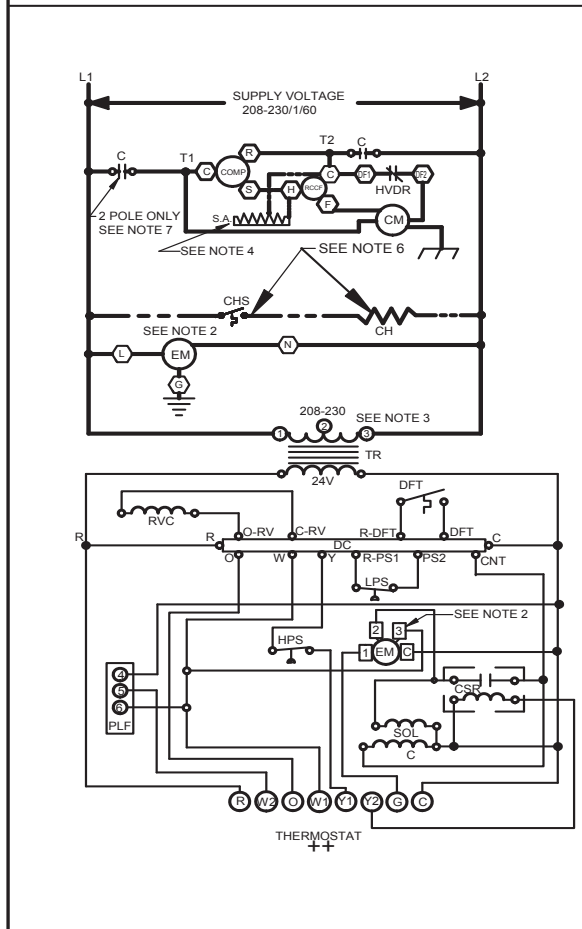 L1 L2
SUPPLY VOLTAGE
208-230/1/60
C T1 T2 C
R
C COMP C DF1 DF2
HVDR
S H RCCF
F
2 POLE ONLY
SEE NOTE 7
S.A.
CM
SEE NOTE 4
SEE NOTE 6
CHS
SEE NOTE 2 CH
L EM N
G
208-230
SEE NOTE 3
1 2 3
TR
24V
DFT
RVC
O-RV C-RV R-DFT DFT
R R DC C
O W Y R-PS1 PS2 CNT
LPS
SEE NOTE 2
2 3
HPS
1 EM C
4
5
6
PLF
CSR
SOL
C
R W2 O W1 Y1 Y2 G C
THERMOSTAT
++